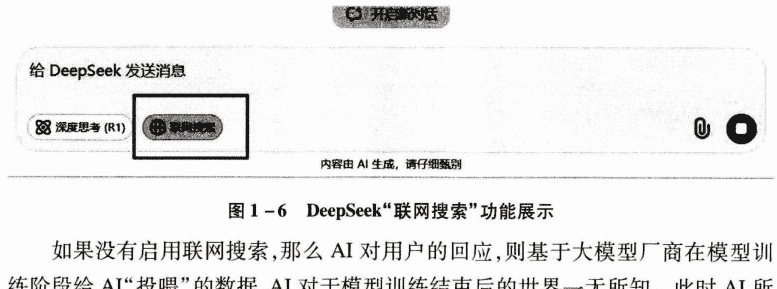 开启新对话
给 DeepSeek 发送消息
深度思考 (R1) 联网搜索
内容由 AI 生成，请仔细甄别
图 1-6 DeepSeek“联网搜索”功能展示
如果没有启用联网搜索,那么 AI 对用户的回应,则基于大模型厂商在模型训
练阶段给 AI“投喂”的数据,AI 对于模型训练结束后的世界一无所知。此时 AI 所